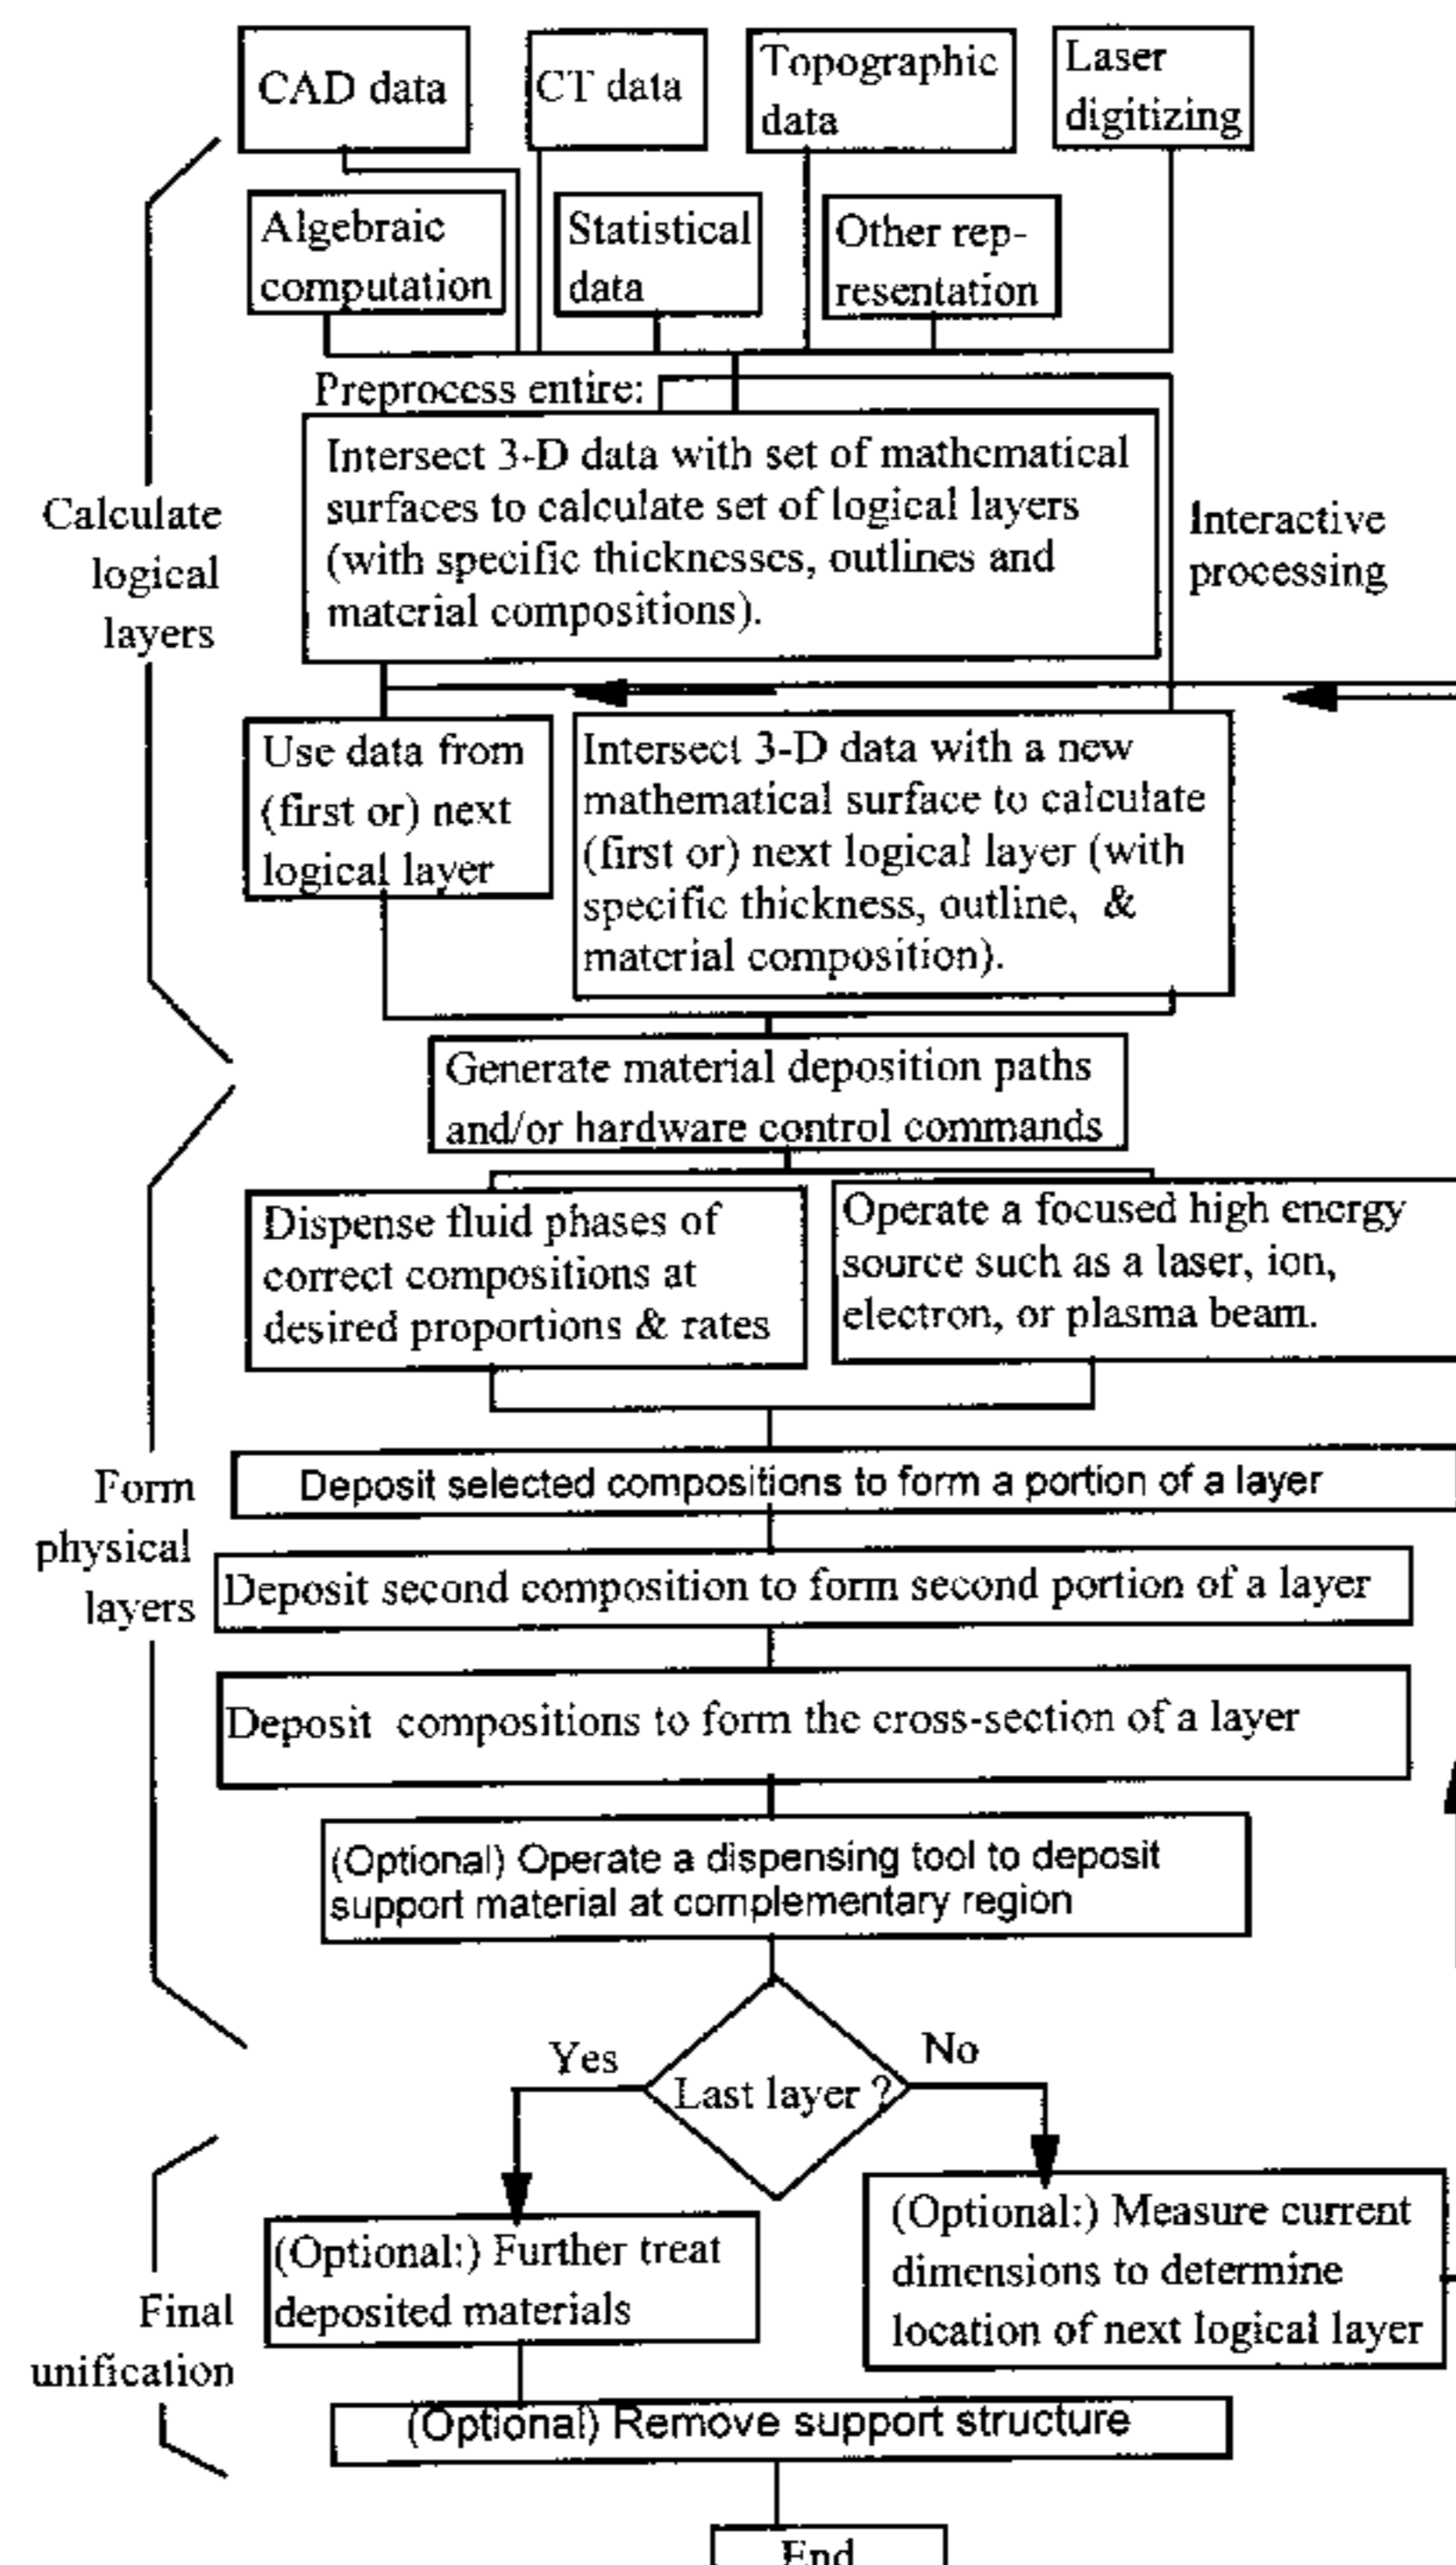 CAD data
CT data
Topographic
data
Laser
digitizing
Algebraic
computation
Statistical
data
Other rep-
resentation
Preprocess entire:
Intersect 3-D data with set of mathematical
surfaces to calculate set of logical layers
(with specific thicknesses, outlines and
material compositions).
Interactive
processing
Calculate
logical
layers
Use data from
(first or) next
logical layer
Intersect 3-D data with a new
mathematical surface to calculate
(first or) next logical layer (with
specific thickness, outline, &
material composition).
Generate material deposition paths
and/or hardware control commands
Dispense fluid phases of
correct compositions at
desired proportions & rates
Operate a focused high energy
source such as a laser, ion,
electron, or plasma beam.
Form
physical
layers
Deposit selected compositions to form a portion of a layer
Deposit second composition to form second portion of a layer
Deposit compositions to form the cross-section of a layer
(Optional) Operate a dispensing tool to deposit
support material at complementary region
Yes
No
Last layer ?
(Optional:) Further treat
deposited materials
(Optional:) Measure current
dimensions to determine
location of next logical layer
Final
unification
(Optional) Remove support structure
End